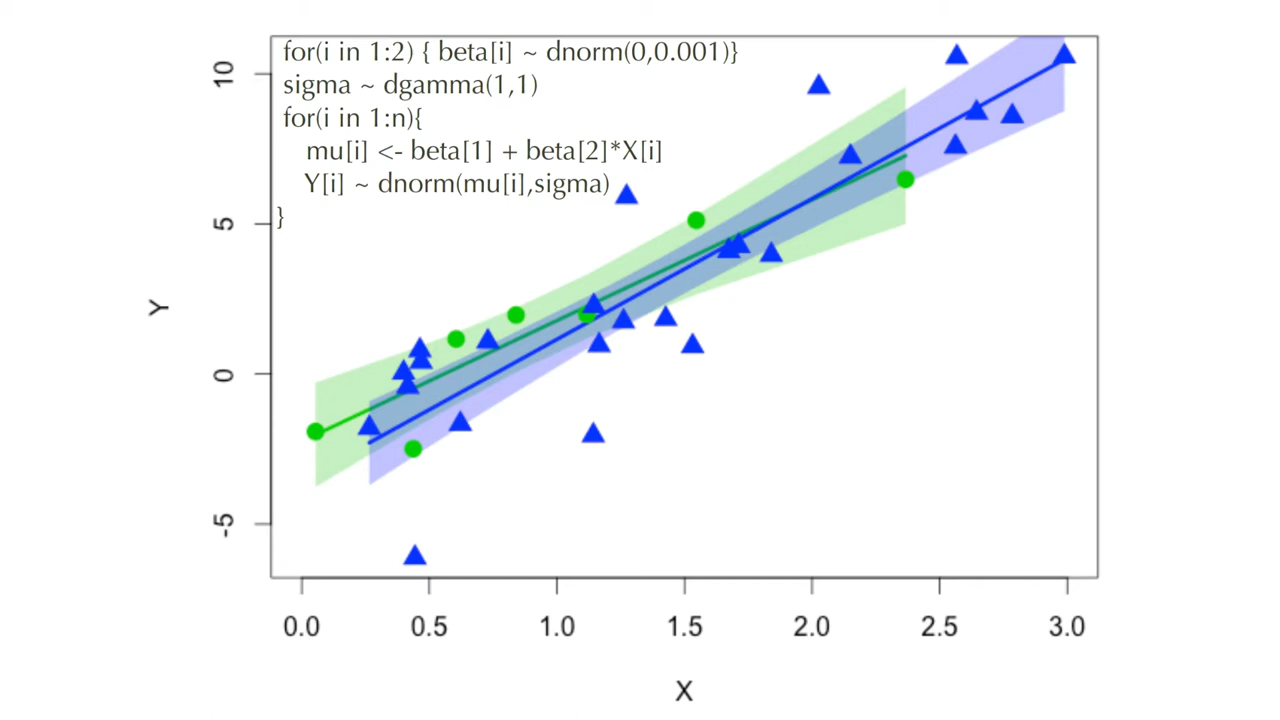 for(i in 1:2) { beta[i] ~ dnorm(0,0.001)}
sigma ~ dgamma(1,1)
for(i in 1:n){
mu[i] <- beta[1] + beta[2]*X[i]
Y[i] ~ dnorm(mu[i],sigma)
}
10
5
0
-5
Y
0.0 0.5 1.0 1.5 2.0 2.5 3.0
X